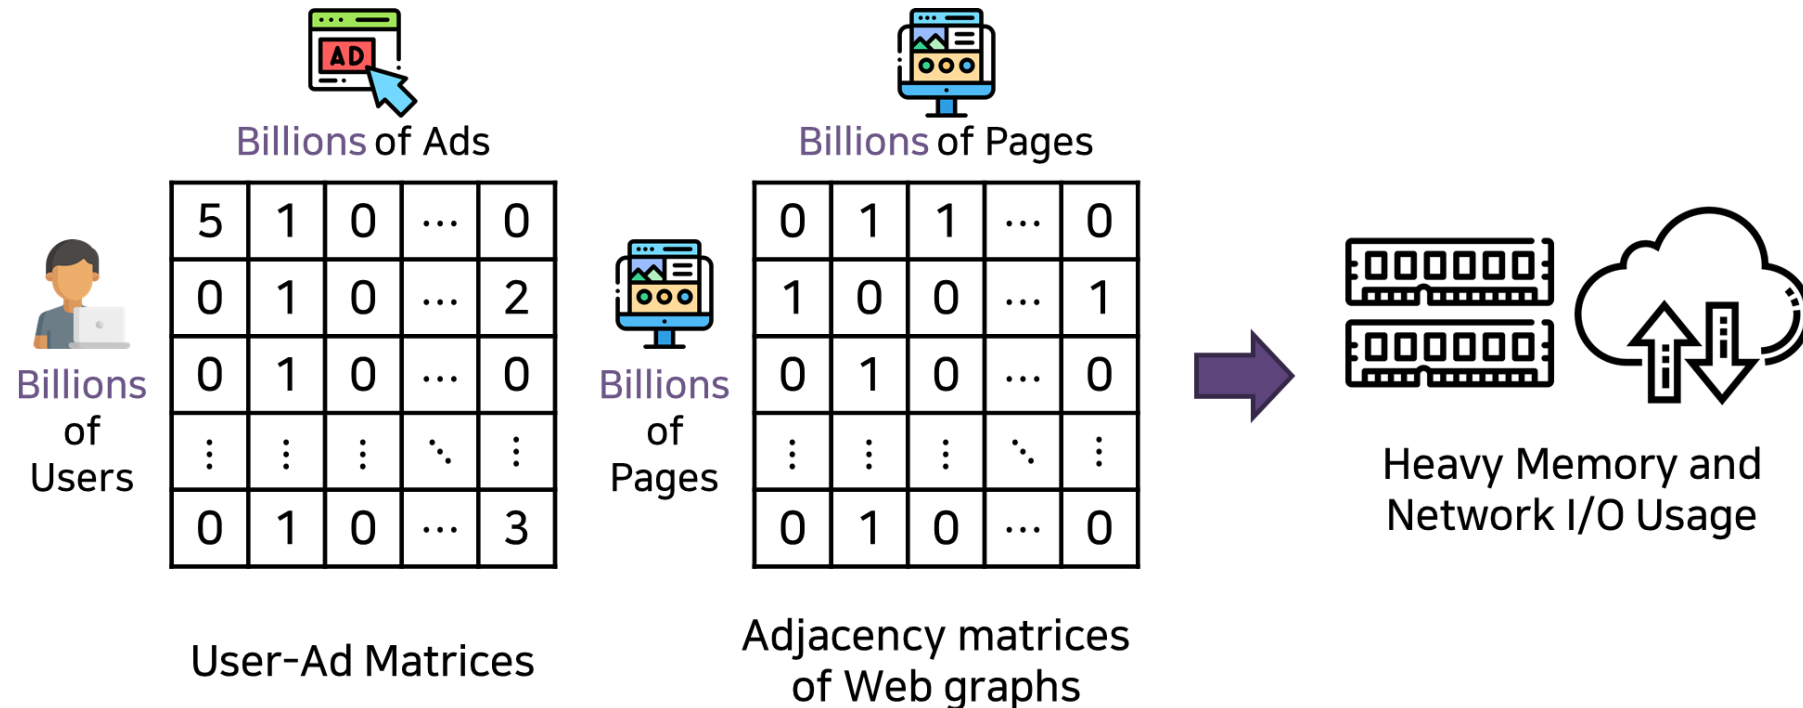 AD
Billions of Ads
Billions of Pages
5 1 0 ... 0
0 1 0 ... 2
0 1 0 ... 0
⋮ ⋮ ⋮ ⋱ ⋮
0 1 0 ... 3
0 1 1 ... 0
1 0 0 ... 1
0 1 0 ... 0
⋮ ⋮ ⋮ ⋱ ⋮
0 1 0 ... 0
Billions
of
Users
Billions
of
Pages
User-Ad Matrices
Adjacency matrices
of Web graphs
Heavy Memory and
Network I/O Usage